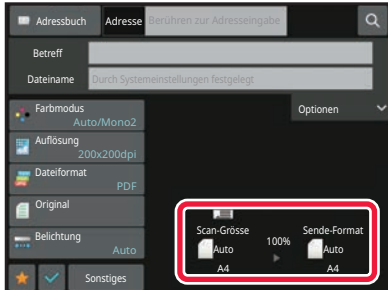 Adressbuch Adresse Berühren zur Adresseingabe
Betreff
Dateiname Durch Systemeinstellungen festgelegt
Optionen
Farbmodus
Auto/Mono2
Auflösung
200x200dpi
Dateiformat
PDF
Original
Belichtung
Auto
Sonstiges
Scan-Grösse
Auto
A4
100%
Sende-Format
Auto
A4